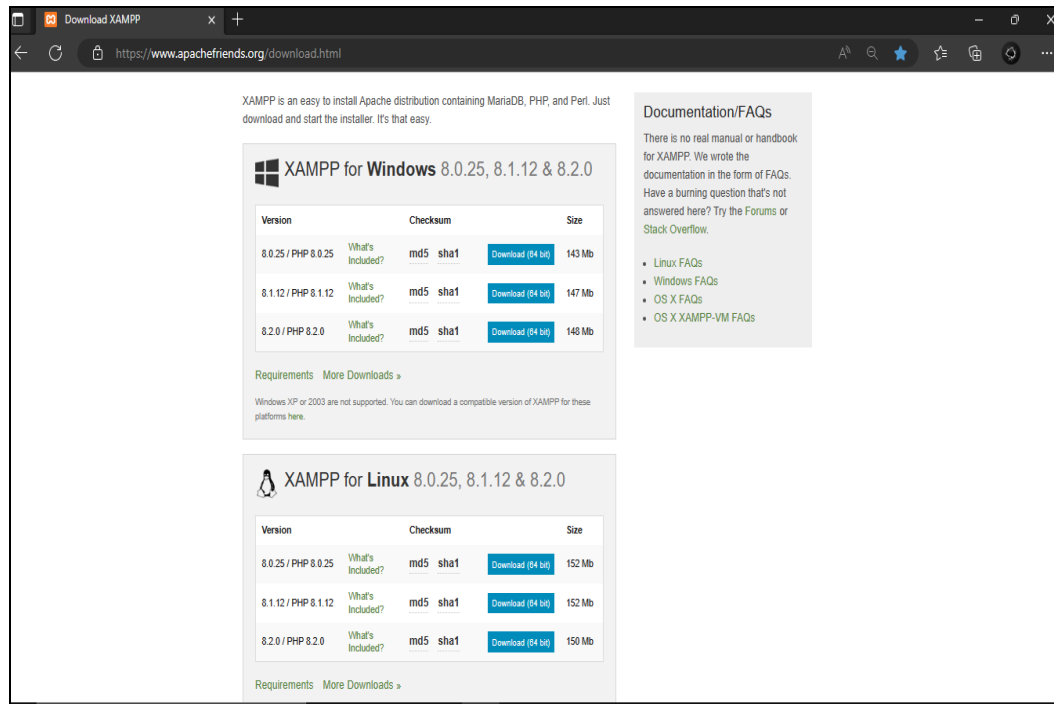 Download XAMPP
https://www.apachefriends.org/download.html
XAMPP is an easy to install Apache distribution containing MariaDB, PHP, and Perl. Just
download and start the installer. It's that easy.
XAMPP for Windows 8.0.25, 8.1.12 & 8.2.0
Version Checksum Size
8.0.25 / PHP 8.0.25 What's Included? md5 sha1 Download (64 bit) 143 Mb
8.1.12 / PHP 8.1.12 What's Included? md5 sha1 Download (64 bit) 147 Mb
8.2.0 / PHP 8.2.0 What's Included? md5 sha1 Download (64 bit) 148 Mb
Requirements More Downloads »
Windows XP or 2003 are not supported. You can download a compatible version of XAMPP for these
platforms here.
XAMPP for Linux 8.0.25, 8.1.12 & 8.2.0
Version Checksum Size
8.0.25 / PHP 8.0.25 What's Included? md5 sha1 Download (64 bit) 152 Mb
8.1.12 / PHP 8.1.12 What's Included? md5 sha1 Download (64 bit) 152 Mb
8.2.0 / PHP 8.2.0 What's Included? md5 sha1 Download (64 bit) 150 Mb
Requirements More Downloads »
Documentation/FAQs
There is no real manual or handbook
for XAMPP. We wrote the
documentation in the form of FAQs.
Have a burning question that's not
answered here? Try the Forums or
Stack Overflow.
• Linux FAQs
• Windows FAQs
• OS X FAQs
• OS X XAMPP-VM FAQs